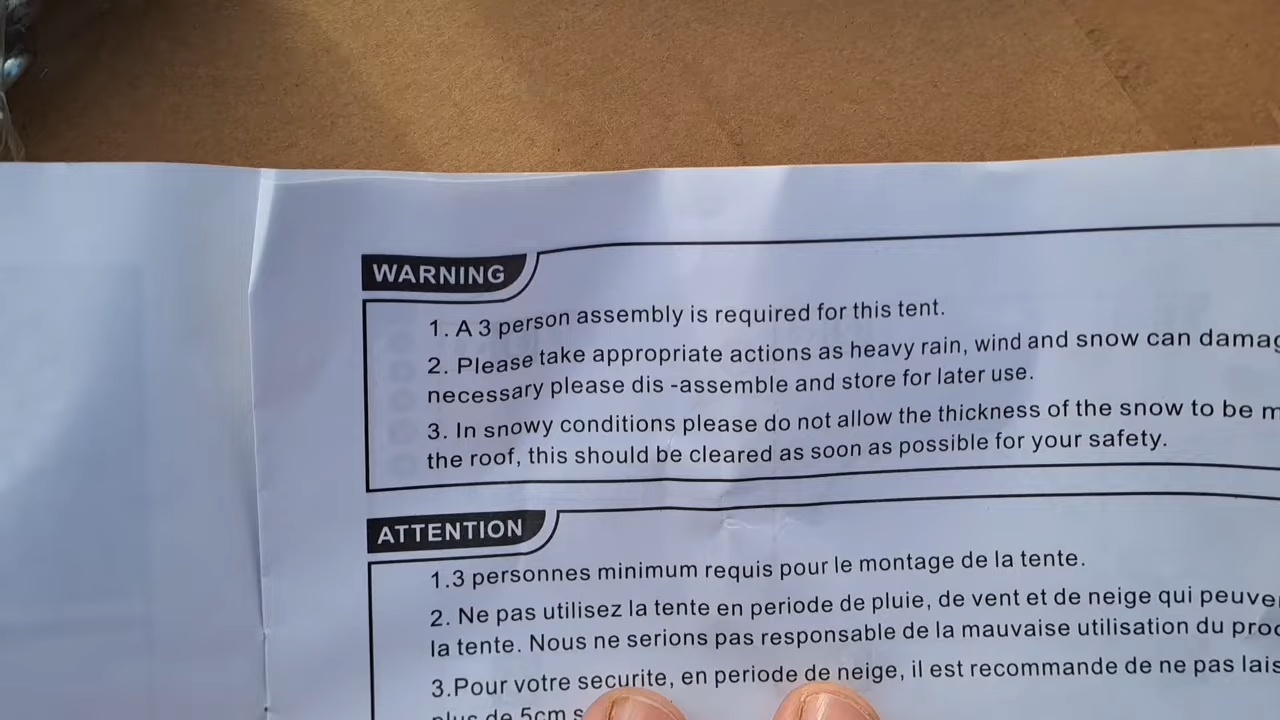 WARNING
1. A 3 person assembly is required for this tent.
2. Please take appropriate actions as heavy rain, wind and snow can
necessary please dis -assemble and store for later use.
3. In snowy conditions please do not allow the thickness of the snow to be
the roof, this should be cleared as soon as possible for your safety.
ATTENTION
1.3 personnes minimum requis pour le montage de la tente.
2. Ne pas utilisez la tente en periode de pluie, de vent et de neige qui
la tente. Nous ne serions pas responsable de la mauvaise utilisation du
3.Pour votre securite, en periode de neige, il est recommande de ne pas
plus de 5cm